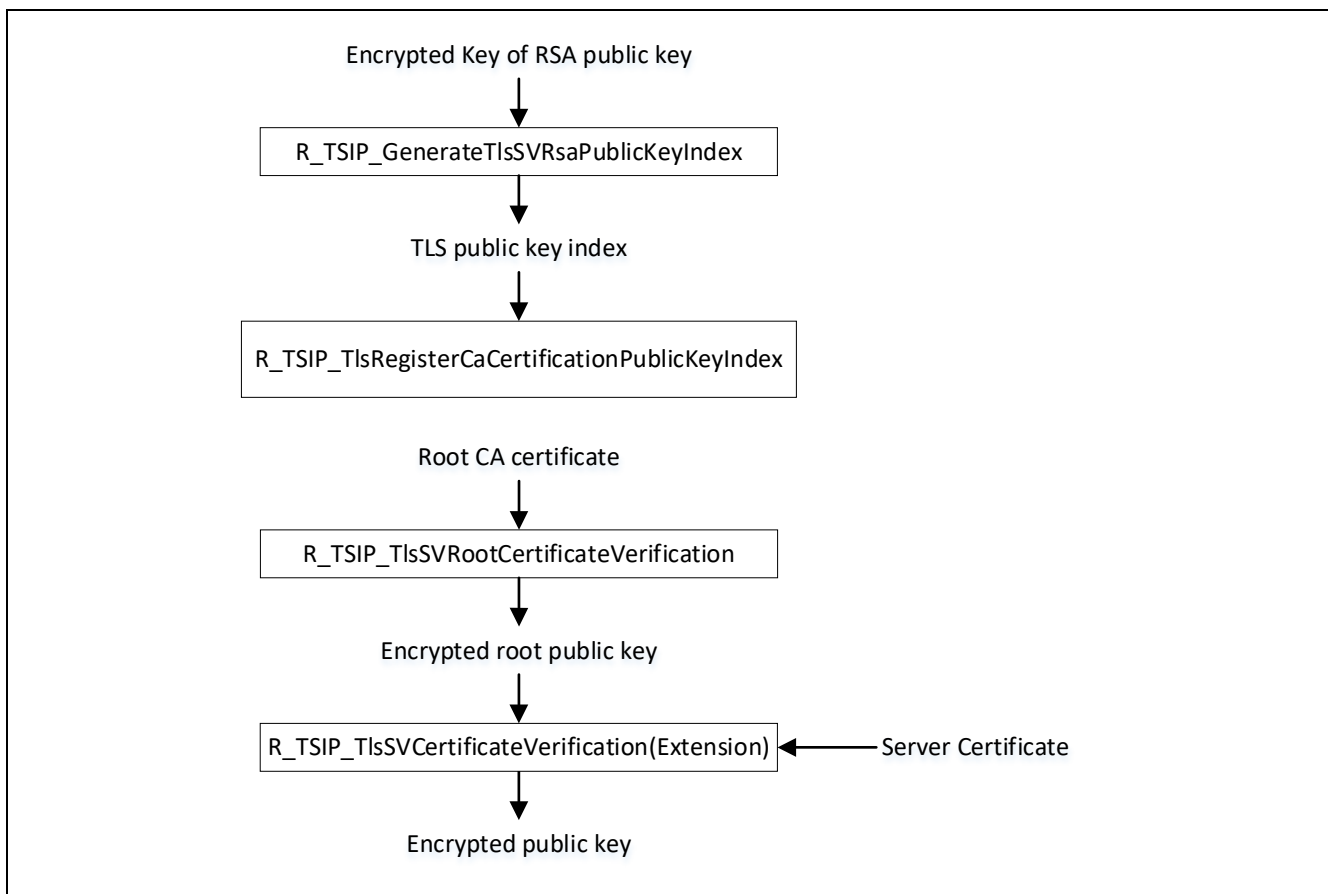 Encrypted Key of RSA public key
R_TSIP_GenerateTlsSVRsaPublicKeyIndex
TLS public key index
R_TSIP_TlsRegisterCaCertificationPublicKeyIndex
Root CA certificate
R_TSIP_TlsSVRootCertificateVerification
Encrypted root public key
R_TSIP_TlsSVCertificateVerification(Extension)
Server Certificate
Encrypted public key